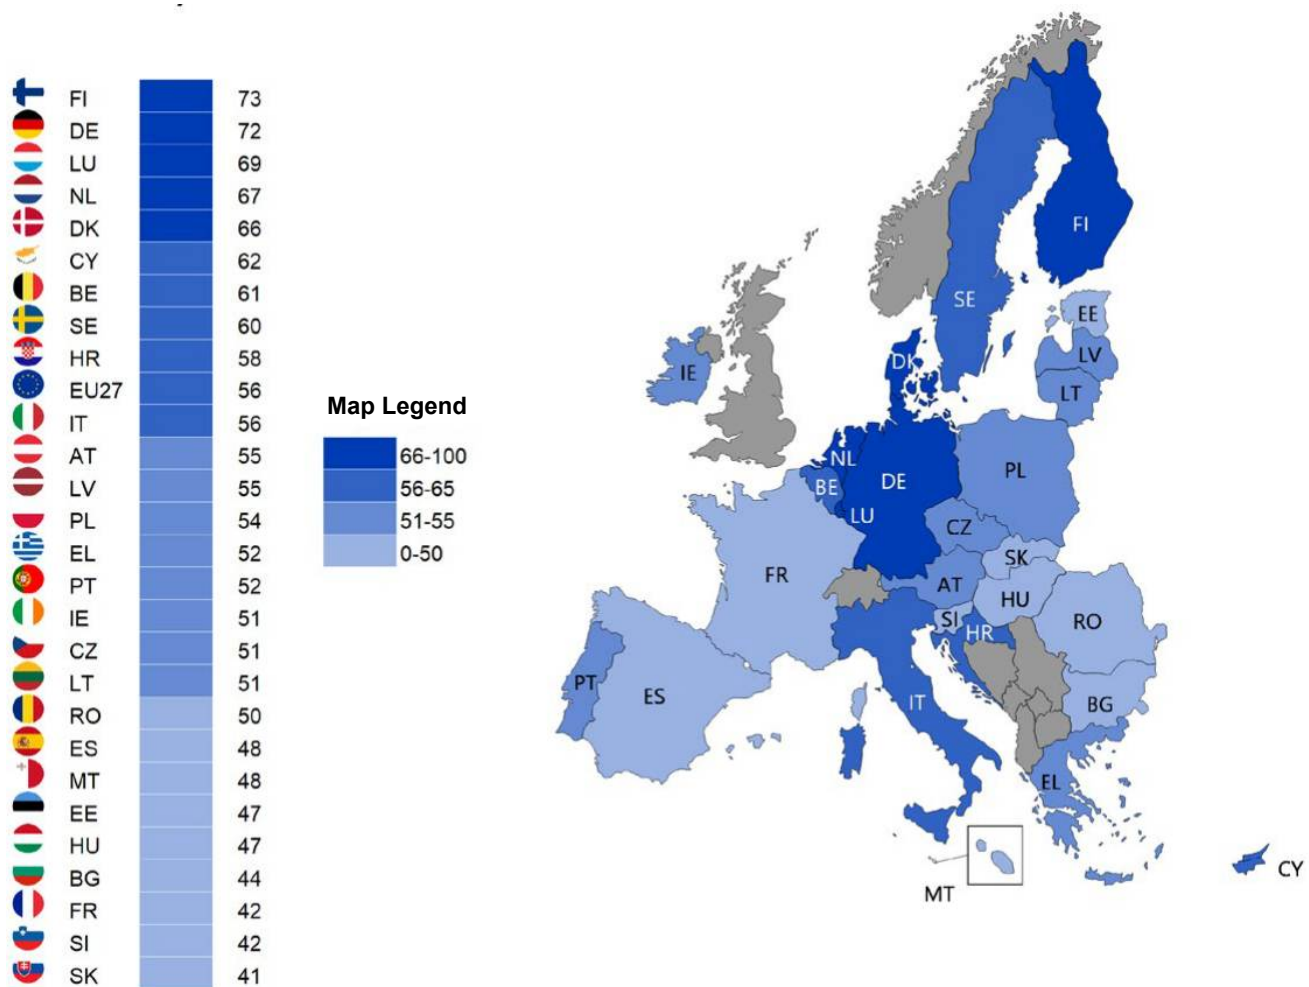 FI 73
DE 72
LU 69
NL 67
DK 66
CY 62
BE 61
SE 60
HR 58
EU27 56
IT 56
AT 55
LV 55
PL 54
EL 52
PT 52
IE 51
CZ 51
LT 51
RO 50
ES 48
MT 48
EE 47
HU 47
BG 44
FR 42
SI 42
SK 41
Map Legend
66-100
56-65
51-55
0-50
FI
SE
EE
LV
LT
DK
IE
NL
BE
DE
PL
LU
CZ
SK
FR
AT
HU
SI
HR
RO
PT
ES
IT
BG
EL
MT
CY